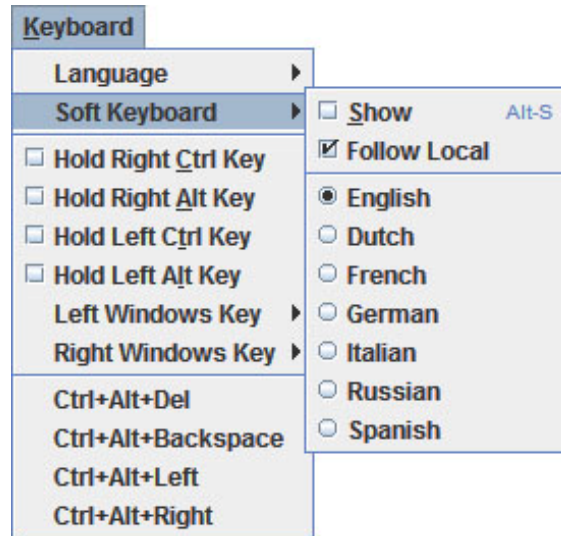 Keyboard
Language
Soft Keyboard
Hold Right Ctrl Key
Hold Right Alt Key
Hold Left Ctrl Key
Hold Left Alt Key
Left Windows Key
Right Windows Key
Ctrl+Alt+Del
Ctrl+Alt+Backspace
Ctrl+Alt+Left
Ctrl+Alt+Right
Show Alt-S
Follow Local
English
Dutch
French
German
Italian
Russian
Spanish